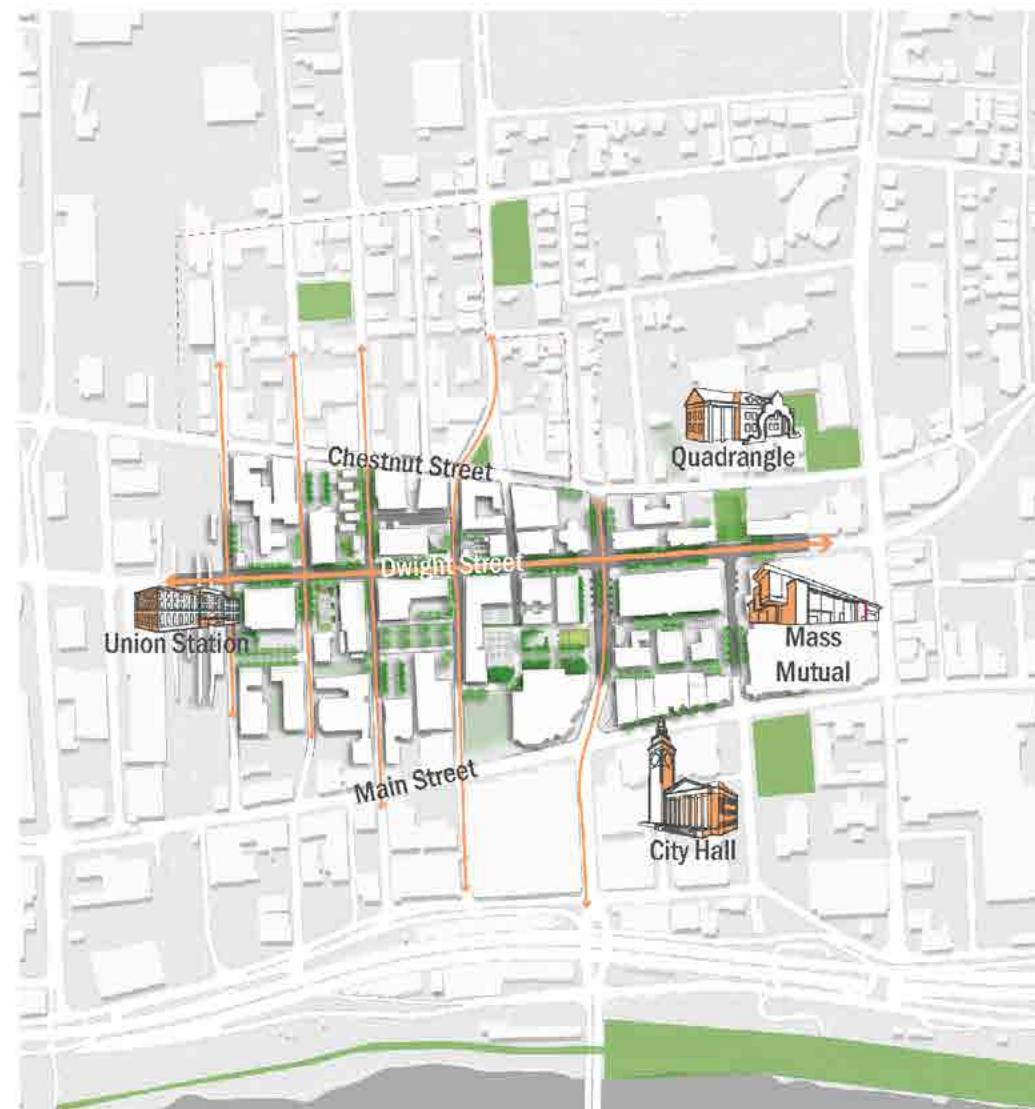 Quadrangle
Chestnut Street
Dwight Street
Union Station
Mass
Mutual
Main Street
City Hall